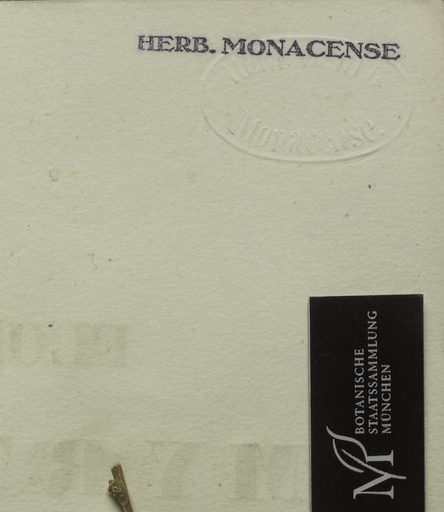 HERB. MONACENSE
Monacense.
BOTANISCHE
STAATSSAMMLUNG
MÜNCHEN